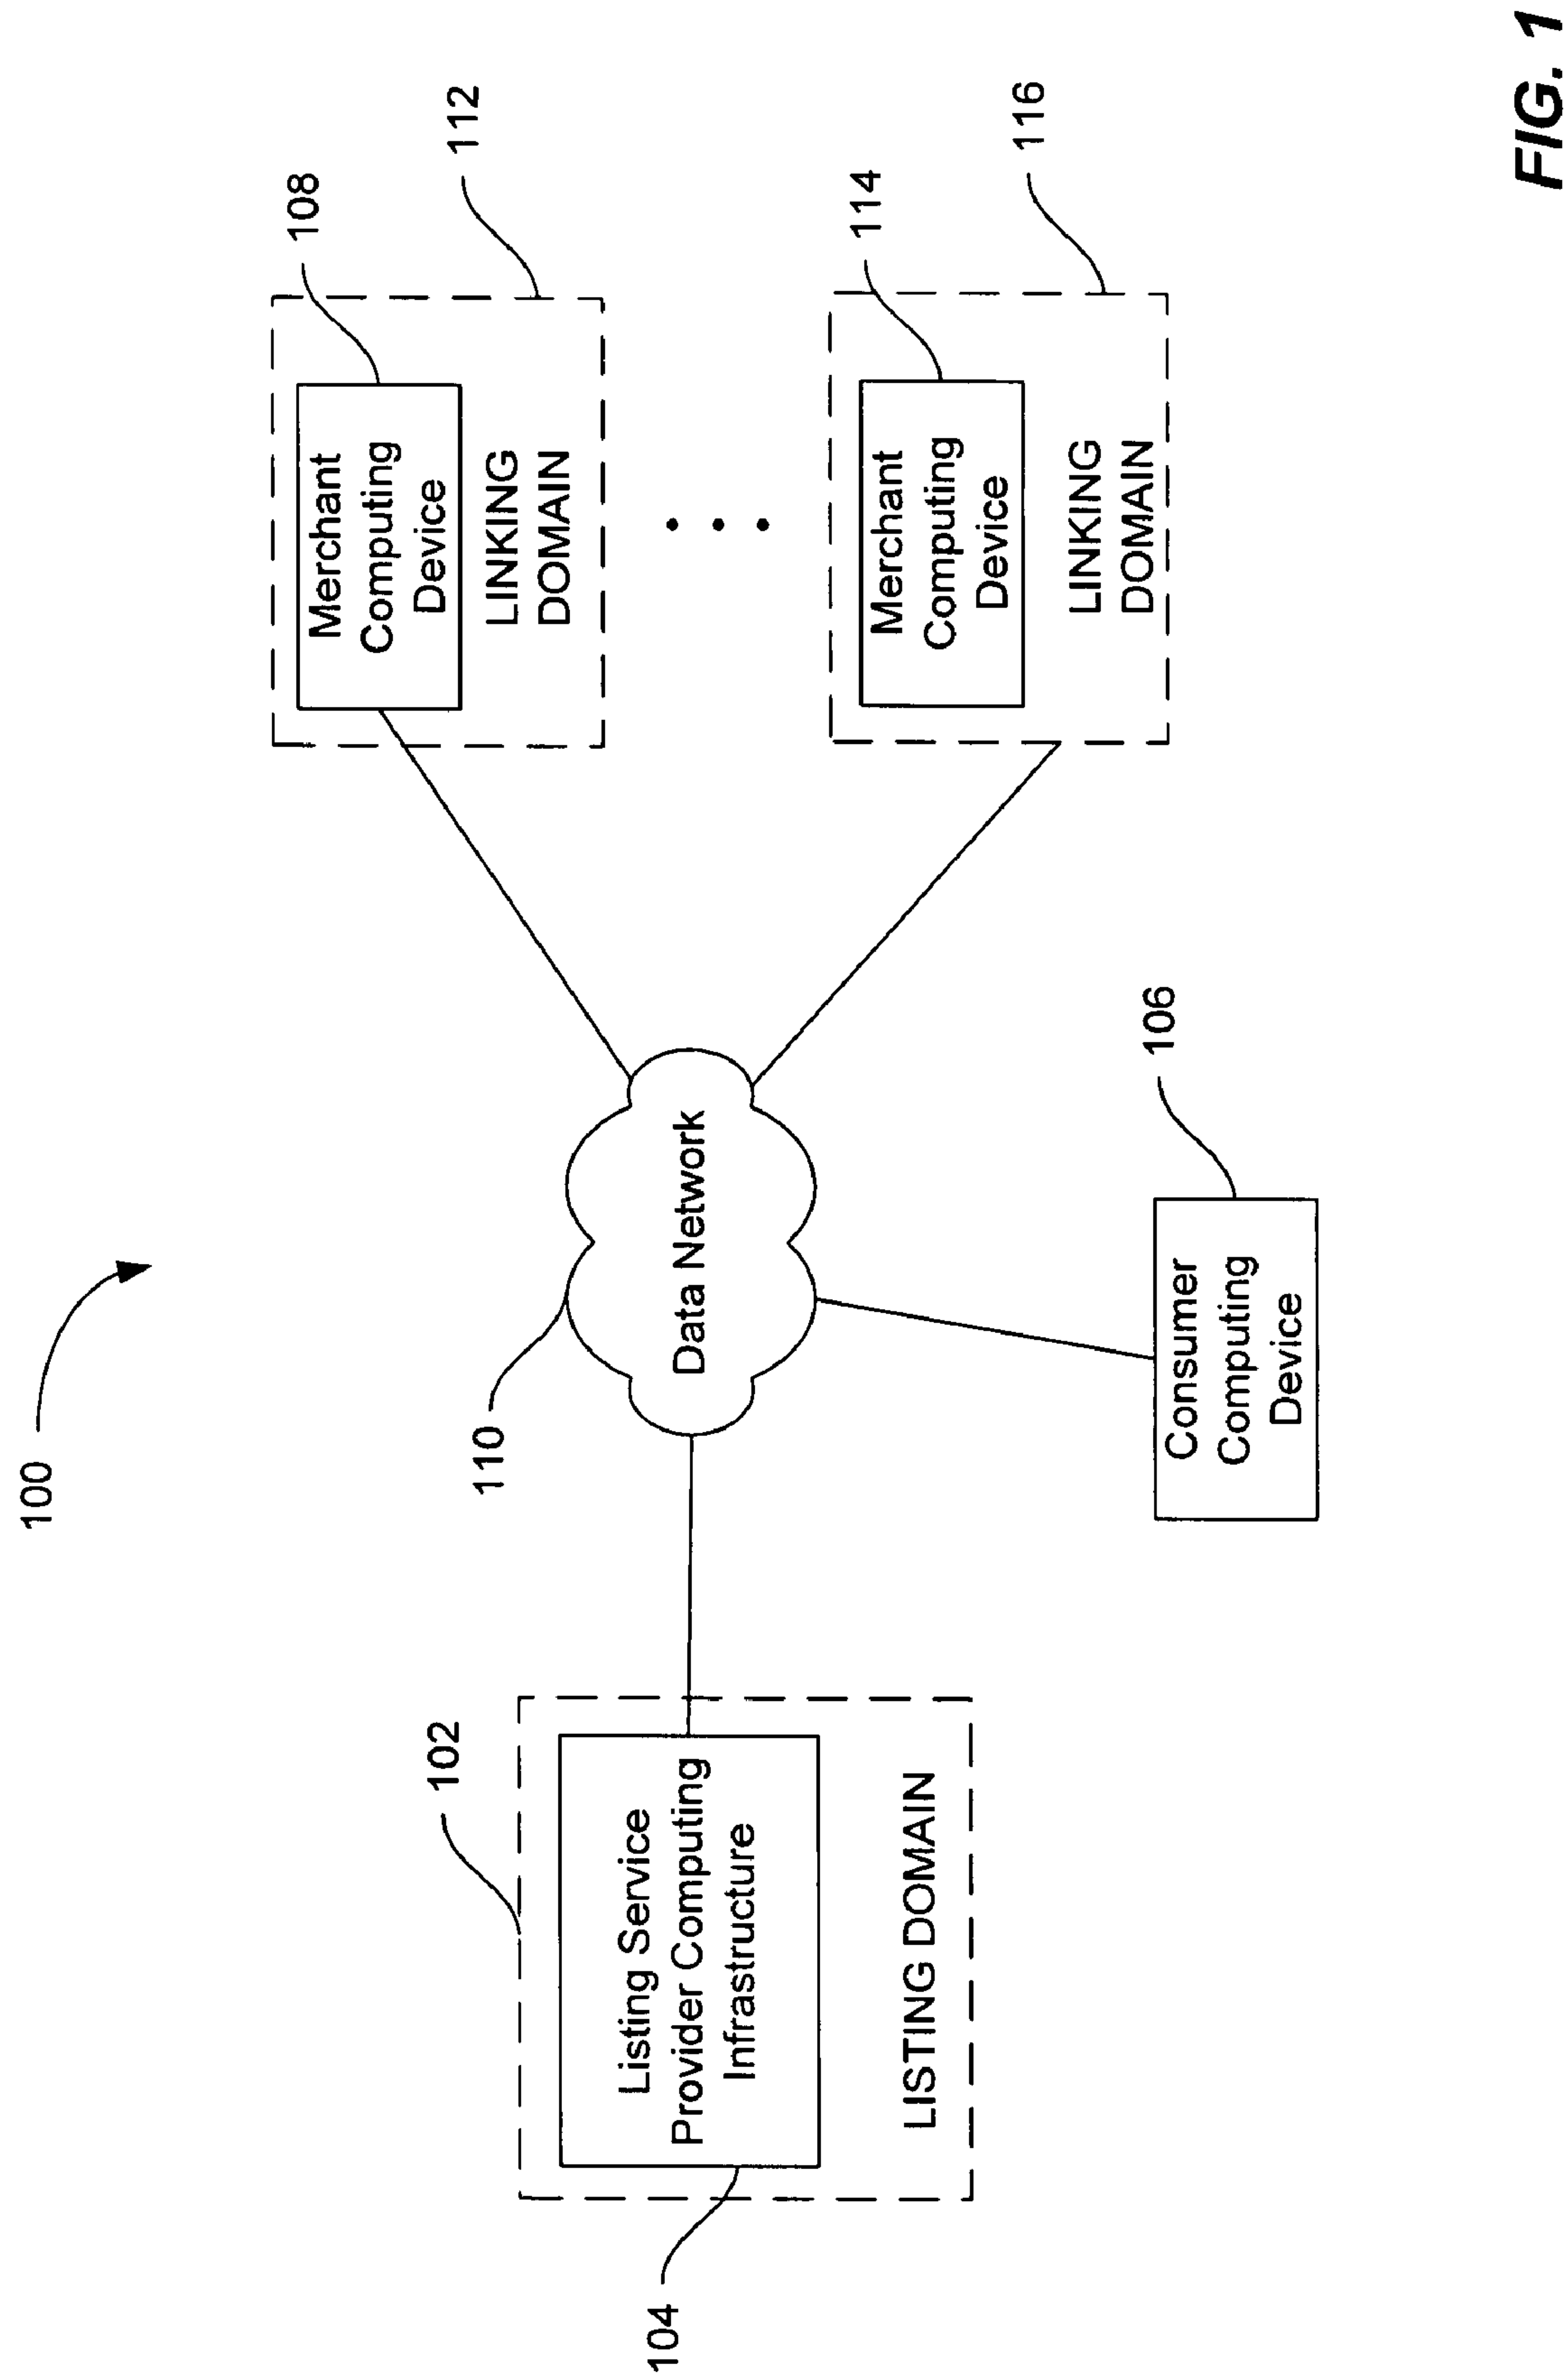 100
108
Merchant
Computing
Device
LINKING
DOMAIN
112
102
Listing Service
Provider Computing
Infrastructure
LISTING DOMAIN
104
110
Data Network
114
Merchant
Computing
Device
LINKING
DOMAIN
116
106
Consumer
Computing
Device
FIG. 1